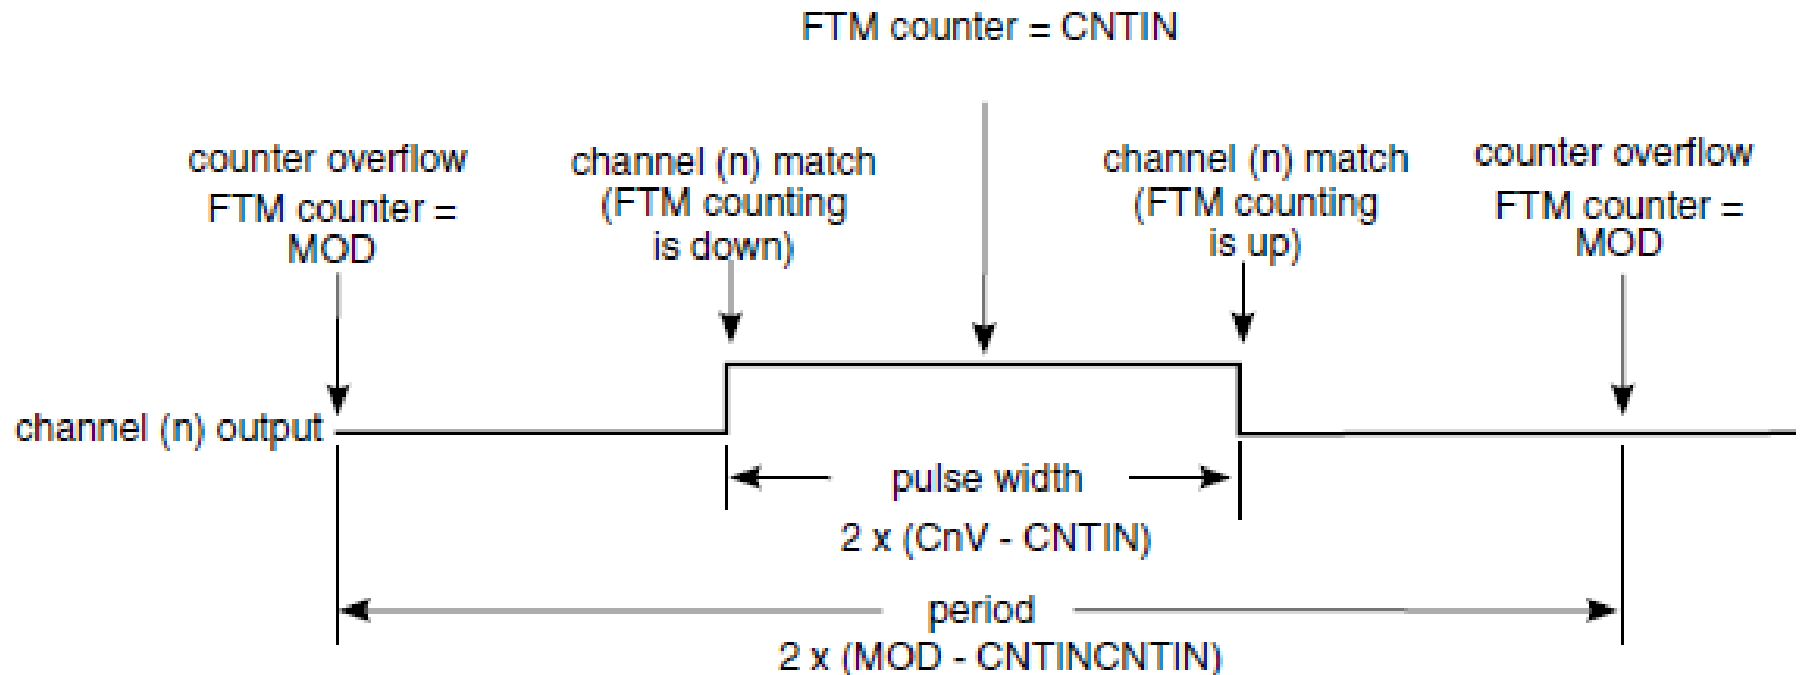 FTM counter = CNTIN
counter overflow
FTM counter =
MOD
channel (n) match
(FTM counting
is down)
channel (n) match
(FTM counting
is up)
counter overflow
FTM counter =
MOD
channel (n) output
pulse width
2 x (CnV - CNTIN)
period
2 x (MOD - CNTINCNTIN)